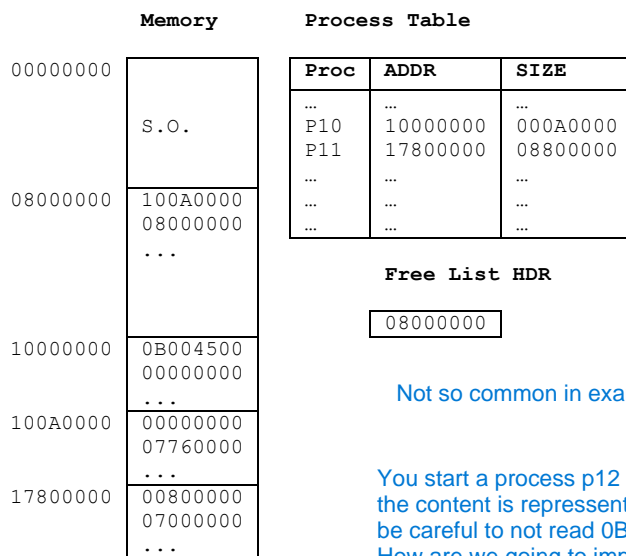 Memory
Process Table
00000000
S.O.
Proc ADDR SIZE
… … …
P10 10000000 000A0000
P11 17800000 08800000
… … …
… … …
… … …
08000000 100A0000
08000000
...
Free List HDR
08000000
10000000 0B004500
00000000
...
Not so common in exa
100A0000 00000000
07760000
...
You start a process p12
17800000 00800000
the content is repressent
07000000
be careful to not read 0B
...